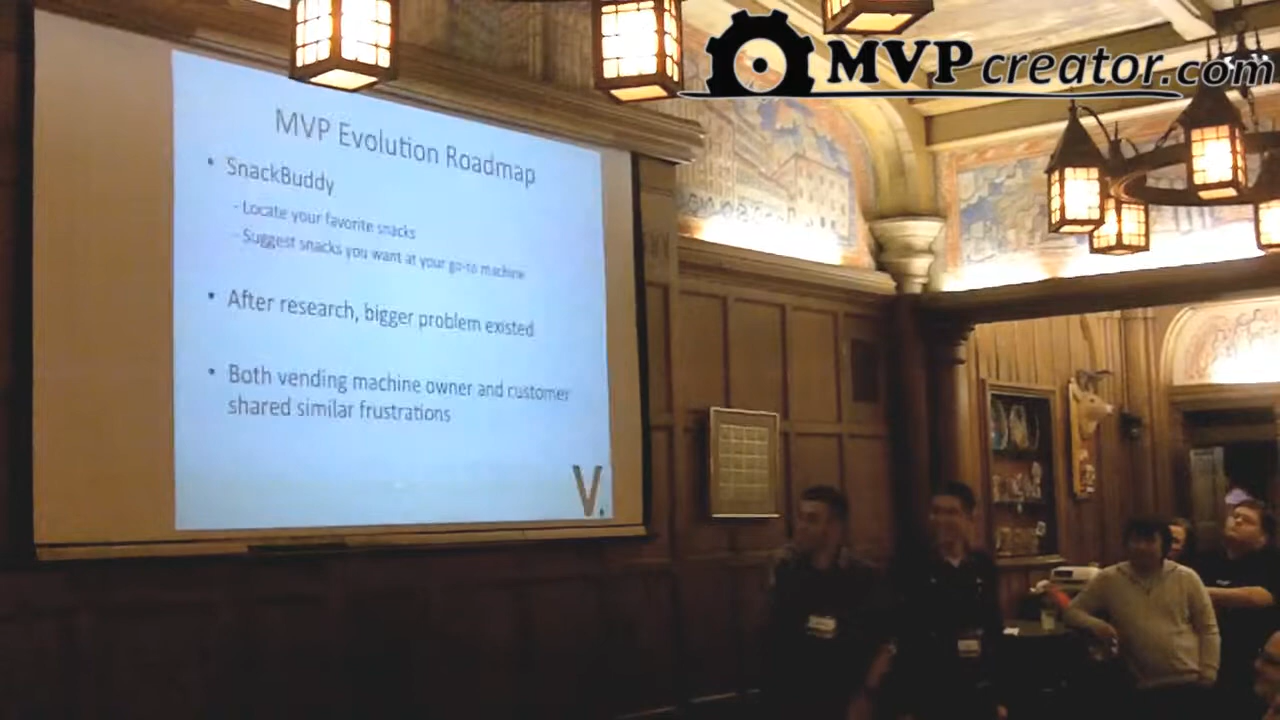 MVPcreator.com
MVP Evolution Roadmap
• SnackBuddy
- Locate your favorite snacks
- Suggest snacks you want at your go-to machine
• After research, bigger problem existed
• Both vending machine owner and customer
shared similar frustrations
V.